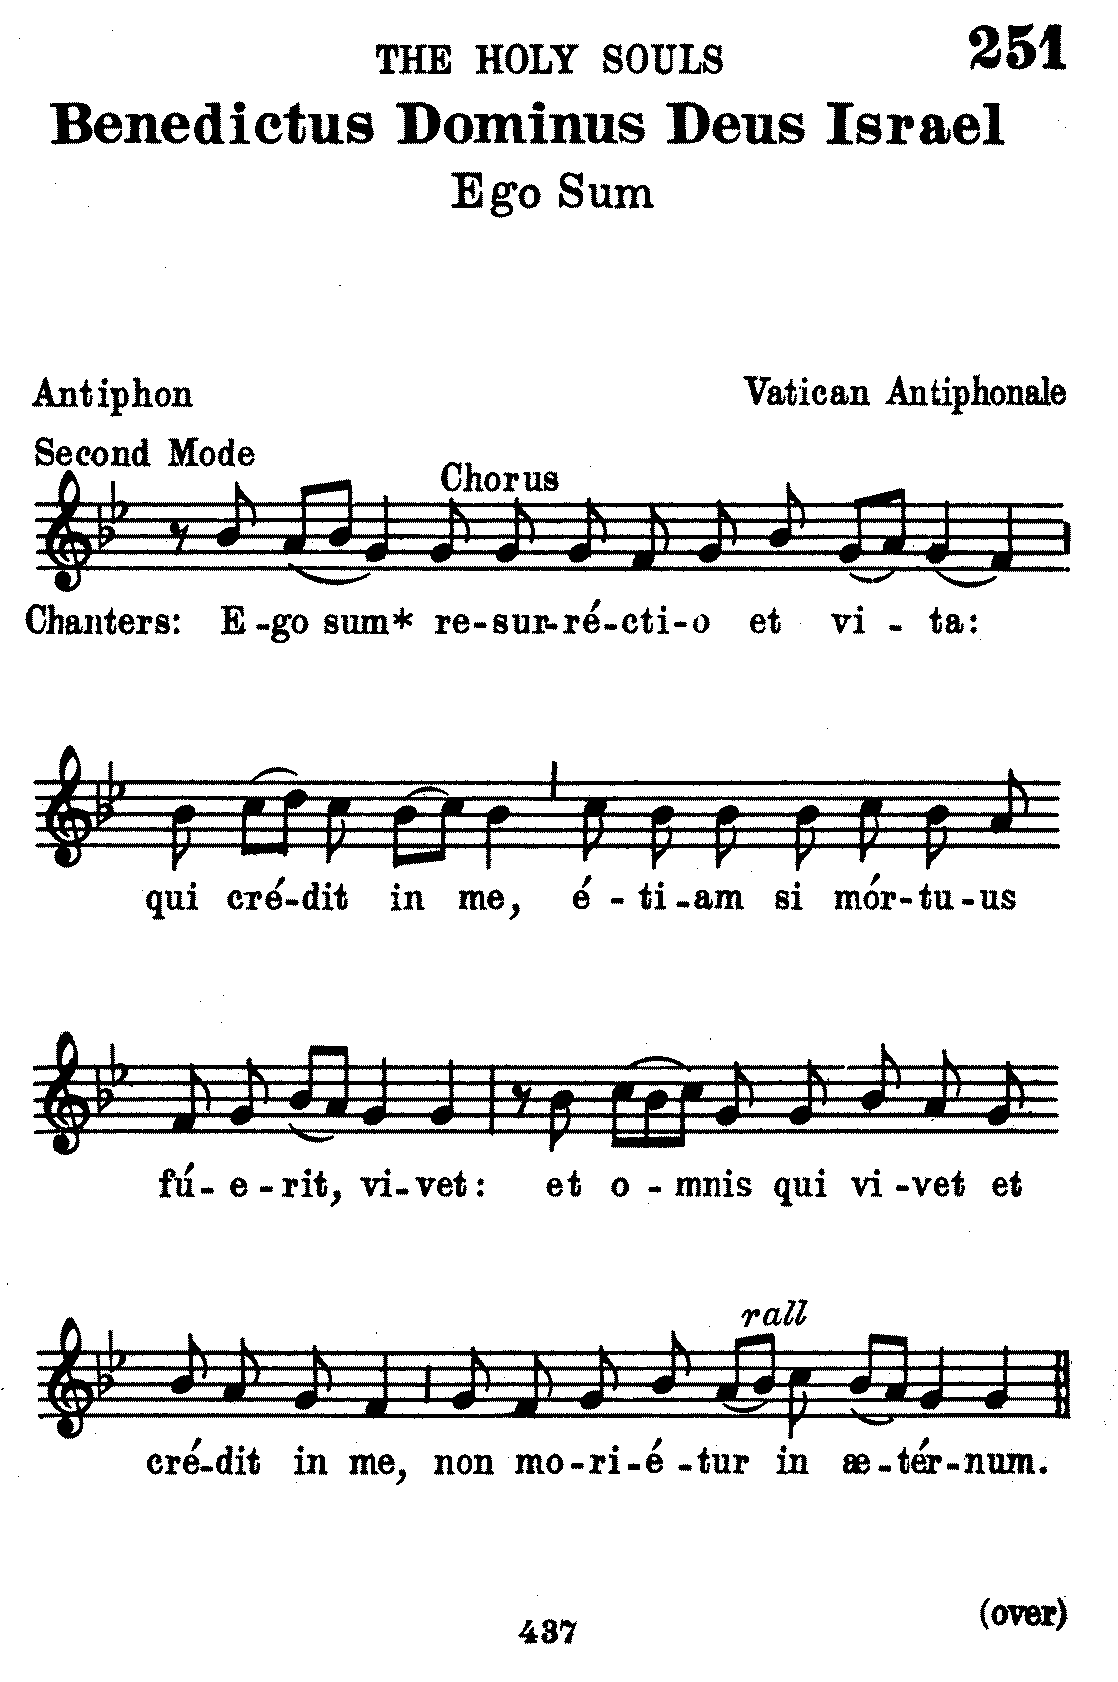 THE HOLY SOULS 251
Benedictus Dominus Deus Israel
Ego Sum
Antiphon Vatican Antiphonale
Second Mode
Chorus
Chanters: E-go sum* re-sur-ré-cti-o et vi - ta:
qui cré-dit in me, é - ti-am si mór-tu-us
fú- e-rit, vi-vet: et o - mnis qui vi-vet et
rall
cré-dit in me, non mo-ri-é-tur in æ-tér-num.
(over)
437